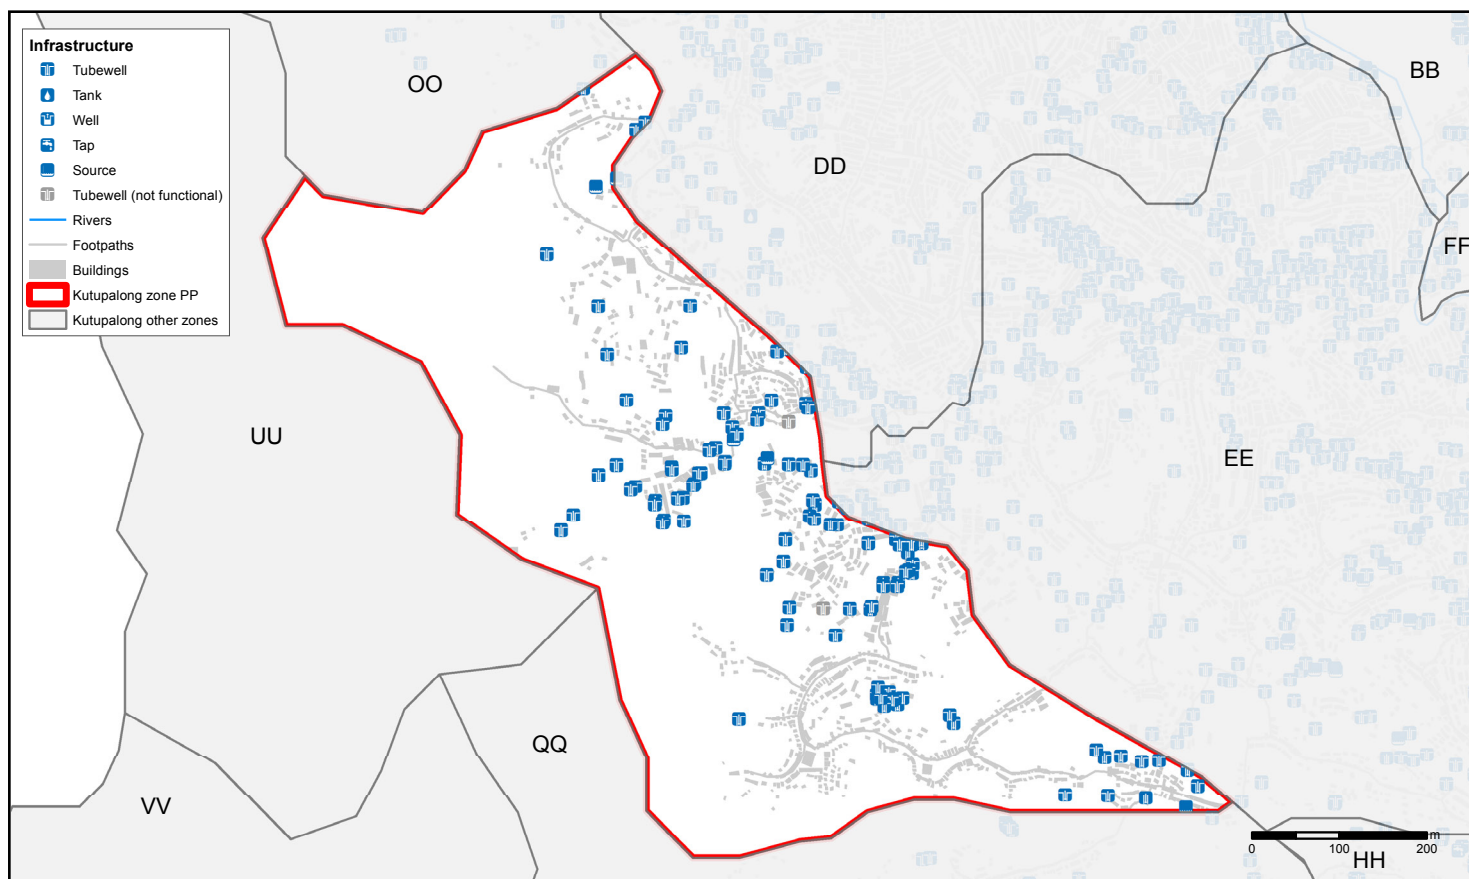 Infrastructure
Tubewell
Tank
Well
Tap
Source
Tubewell (not functional)
Rivers
Footpaths
Buildings
Kutupalong zone PP
Kutupalong other zones
OO
BB
DD
FF
UU
EE
QQ
VV
HH
m
0 100 200